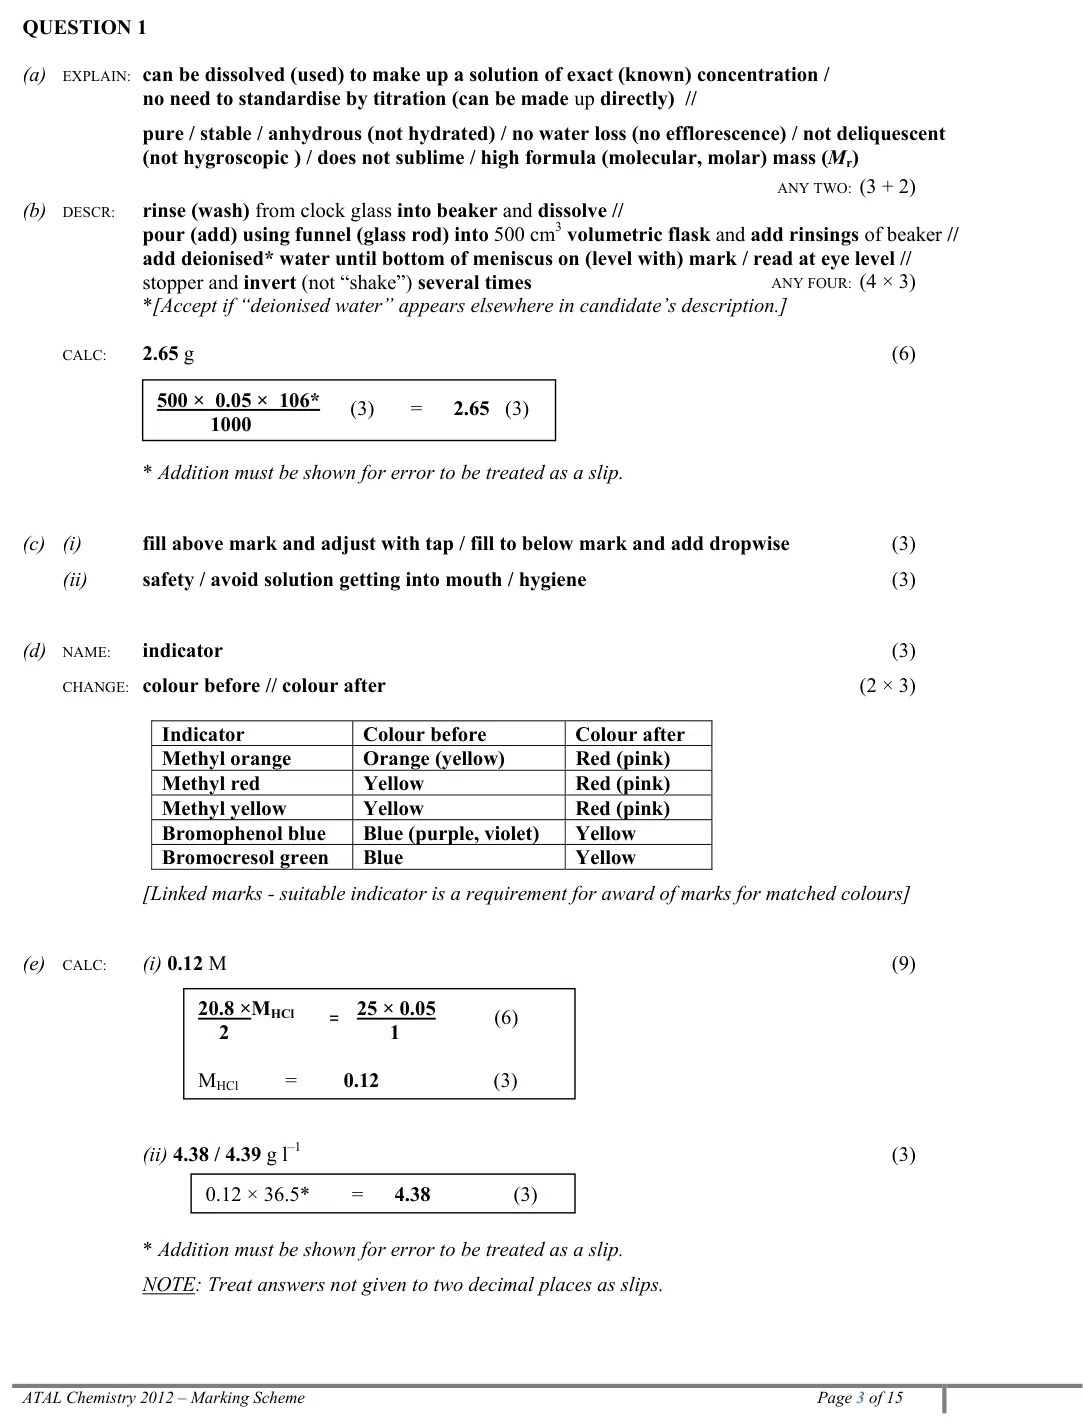 QUESTION 1
(a) EXPLAIN: can be dissolved (used) to make up a solution of exact (known) concentration /
no need to standardise by titration (can be made up directly) //
pure / stable / anhydrous (not hydrated) / no water loss (no efflorescence) / not deliquescent
(not hygroscopic ) / does not sublime / high formula (molecular, molar) mass (Mr)
ANY TWO: (3 + 2)
(b) DESCR: rinse (wash) from clock glass into beaker and dissolve //
pour (add) using funnel (glass rod) into 500 cm3 volumetric flask and add rinsings of beaker //
add deionised* water until bottom of meniscus on (level with) mark / read at eye level //
stopper and invert (not “shake”) several times ANY FOUR: (4 × 3)
*[Accept if “deionised water” appears elsewhere in candidate’s description.]
CALC: 2.65 g (6)
500 × 0.05 × 106* (3) = 2.65 (3)
1000
* Addition must be shown for error to be treated as a slip.
(c) (i) fill above mark and adjust with tap / fill to below mark and add dropwise (3)
(ii) safety / avoid solution getting into mouth / hygiene (3)
(d) NAME: indicator (3)
CHANGE: colour before // colour after (2 × 3)
Indicator Colour before Colour after
Methyl orange Orange (yellow) Red (pink)
Methyl red Yellow Red (pink)
Methyl yellow Yellow Red (pink)
Bromophenol blue Blue (purple, violet) Yellow
Bromocresol green Blue Yellow
[Linked marks - suitable indicator is a requirement for award of marks for matched colours]
(e) CALC: (i) 0.12 M (9)
20.8 ×MHCl = 25 × 0.05 (6)
2 1
MHCl = 0.12 (3)
(ii) 4.38 / 4.39 g l–1 (3)
0.12 × 36.5* = 4.38 (3)
* Addition must be shown for error to be treated as a slip.
NOTE: Treat answers not given to two decimal places as slips.
ATAL Chemistry 2012 – Marking Scheme Page 3 of 15